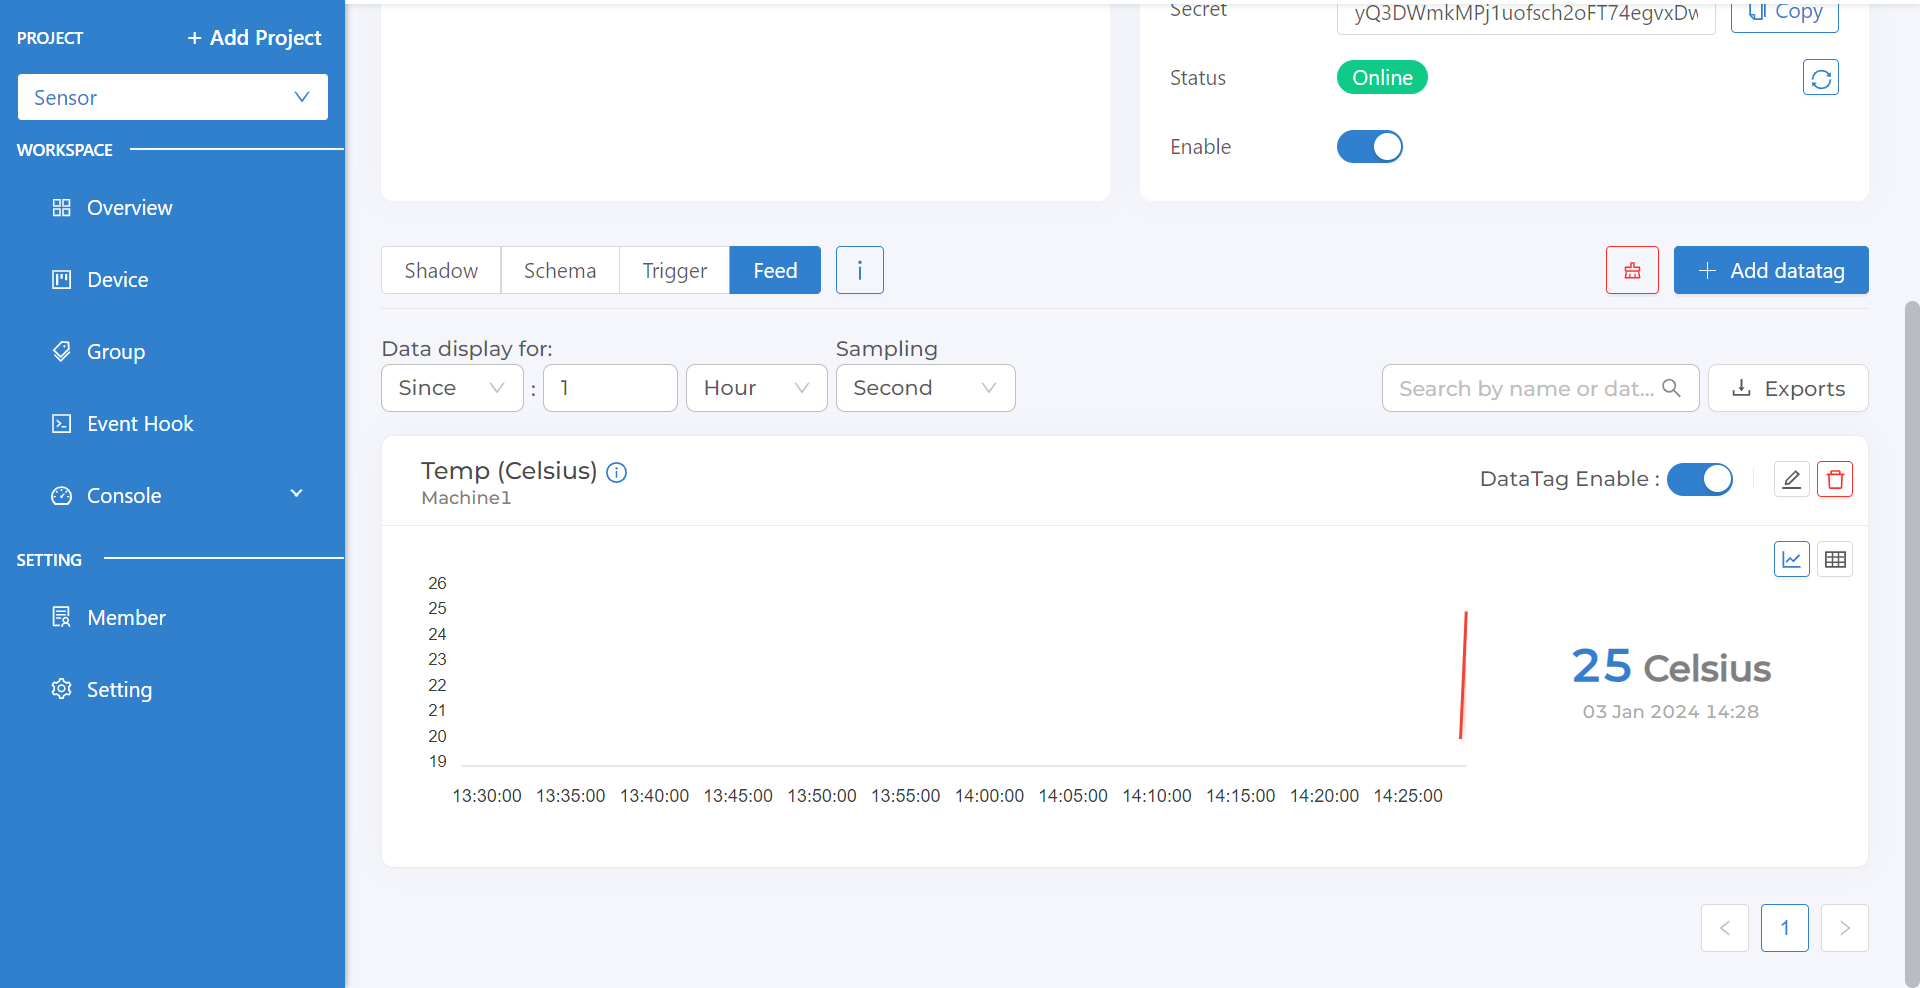 PROJECT
+ Add Project
Sensor
WORKSPACE
Overview
Device
Group
Event Hook
Console
SETTING
Member
Setting
Secret
yQ3DWmkMPj1uofsch2oFT74egvxDw
Copy
Status
Online
Enable
Shadow
Schema
Trigger
Feed
i
+ Add datatag
Data display for:
Sampling
Since : 1 Hour
Second
Search by name or dat...
Exports
Temp (Celsius)
Machine1
DataTag Enable :
26
25
24
23
22
21
20
19
13:30:00 13:35:00 13:40:00 13:45:00 13:50:00 13:55:00 14:00:00 14:05:00 14:10:00 14:15:00 14:20:00 14:25:00
25 Celsius
03 Jan 2024 14:28
< 1 >